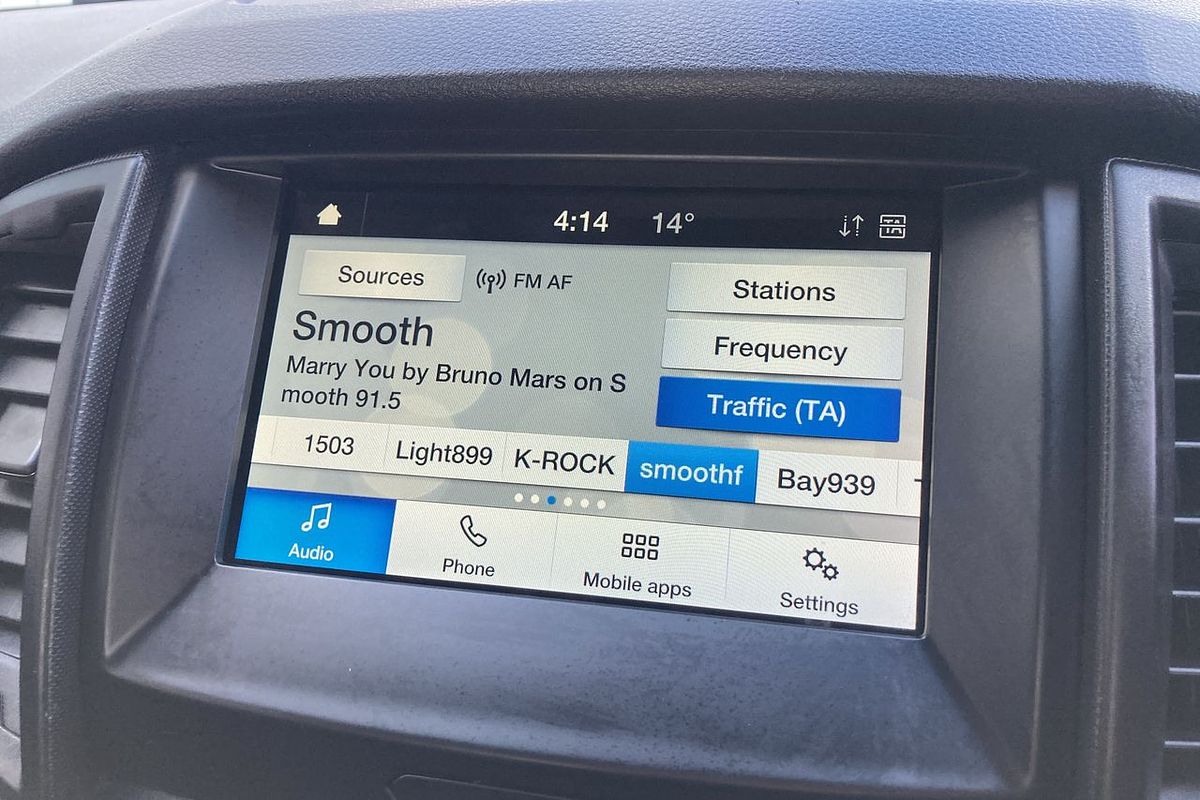 4:14 14°
TA
Sources FM AF Stations
Smooth
Frequency
Marry You by Bruno Mars on S
mooth 91.5
Traffic (TA)
1503 Light899 K-ROCK smoothf Bay939
Audio Phone Mobile apps Settings